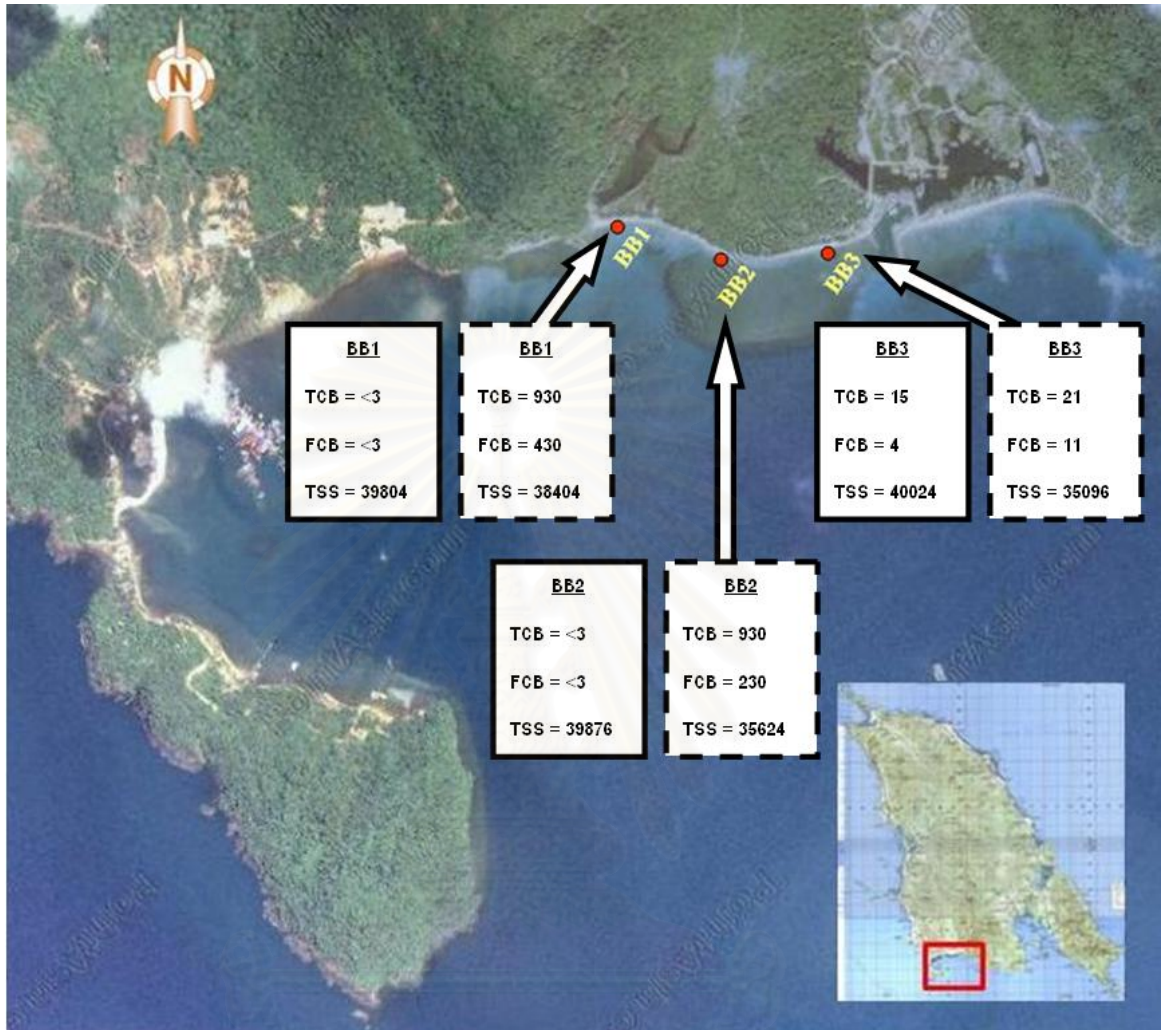 N
BB1
BB2
BB3
BB1
TCB = <3
FCB = <3
TSS = 39804
BB1
TCB = 930
FCB = 430
TSS = 38404
BB3
TCB = 15
FCB = 4
TSS = 40024
BB3
TCB = 21
FCB = 11
TSS = 35096
BB2
TCB = <3
FCB = <3
TSS = 39876
BB2
TCB = 930
FCB = 230
TSS = 35624